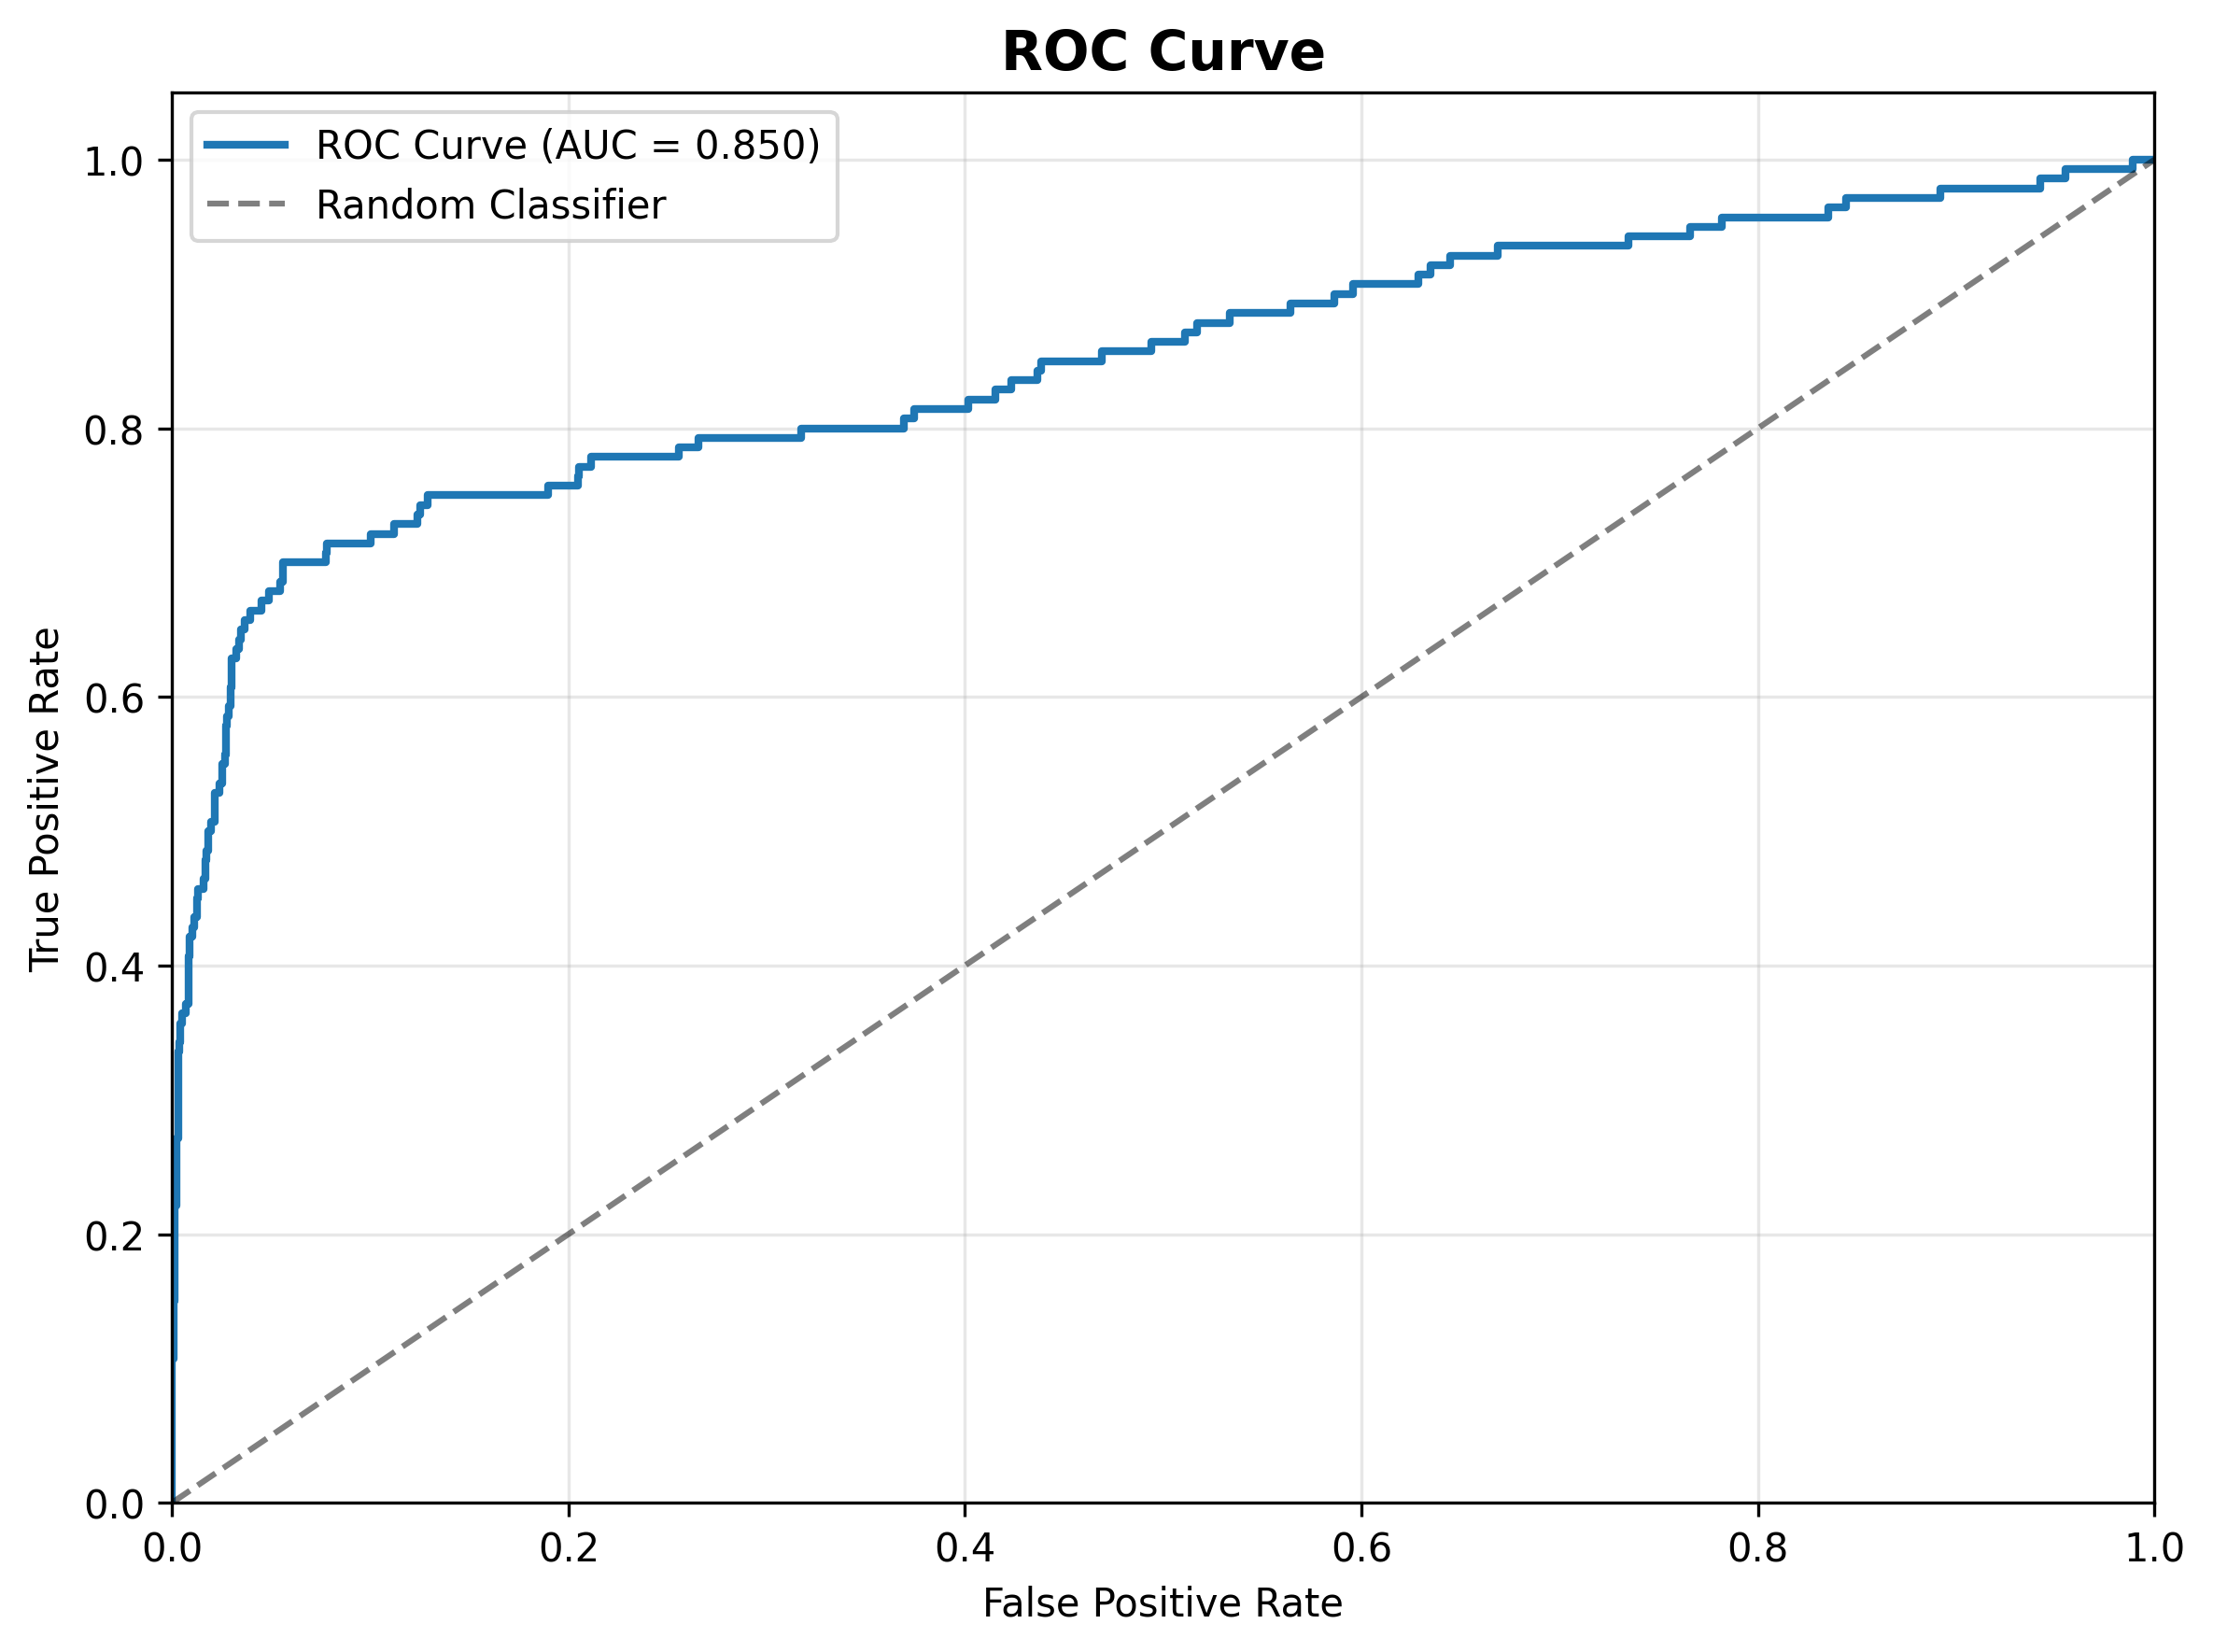 ROC Curve
ROC Curve (AUC = 0.850)
Random Classifier
1.0
0.8
0.6
0.4
0.2
0.0
True Positive Rate
0.0 0.2 0.4 0.6 0.8 1.0
False Positive Rate